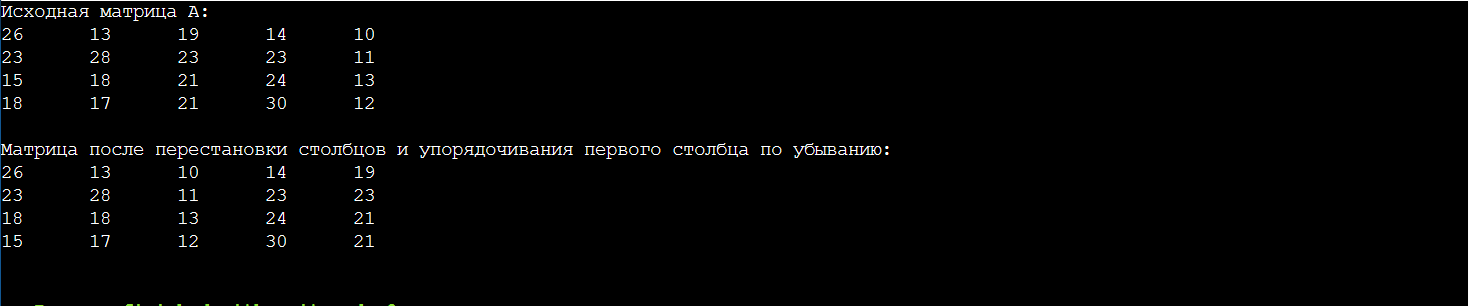 Исходная матрица А:
26 13 19 14 10
23 28 23 23 11
15 18 21 24 13
18 17 21 30 12
Матрица после перестановки столбцов и упорядочивания первого столбца по убыванию:
26 13 10 14 19
23 28 11 23 23
18 18 13 24 21
15 17 12 30 21